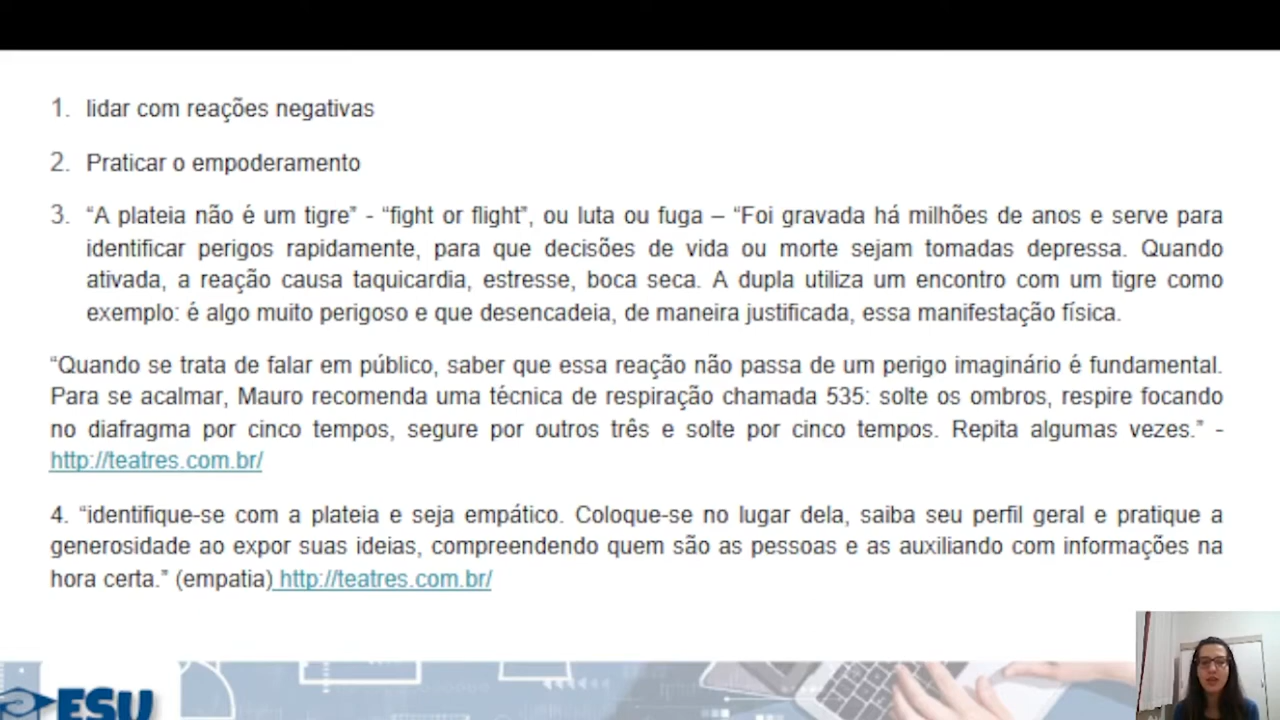 1. lidar com reações negativas
2. Praticar o empoderamento
3. “A plateia não é um tigre” - “fight or flight”, ou luta ou fuga – “Foi gravada há milhões de anos e serve para
identificar perigos rapidamente, para que decisões de vida ou morte sejam tomadas depressa. Quando
ativada, a reação causa taquicardia, estresse, boca seca. A dupla utiliza um encontro com um tigre como
exemplo: é algo muito perigoso e que desencadeia, de maneira justificada, essa manifestação física.
“Quando se trata de falar em público, saber que essa reação não passa de um perigo imaginário é fundamental.
Para se acalmar, Mauro recomenda uma técnica de respiração chamada 535: solte os ombros, respire focando
no diafragma por cinco tempos, segure por outros três e solte por cinco tempos. Repita algumas vezes.” -
http://teatres.com.br/
4. “identifique-se com a plateia e seja empático. Coloque-se no lugar dela, saiba seu perfil geral e pratique a
generosidade ao expor suas ideias, compreendendo quem são as pessoas e as auxiliando com informações na
hora certa.” (empatia) http://teatres.com.br/
ESU